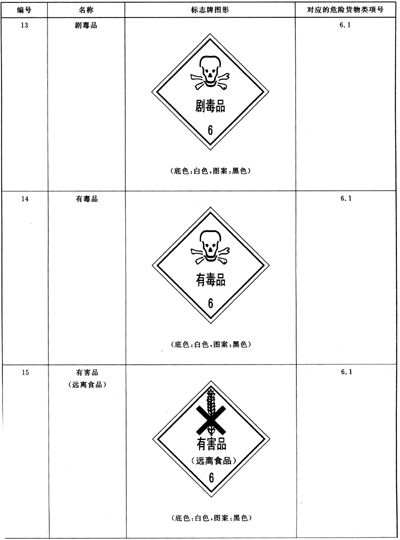 编号 名称 标志牌图形 对应的危险货物类项号
13 剧毒品 6.1
剧毒品
6
(底色:白色,图案:黑色)
14 有毒品 6.1
有毒品
6
(底色:白色,图案:黑色)
15 有害品 6.1
(远离食品)
有害品
(远离食品)
6
(底色:白色,图案:黑色)